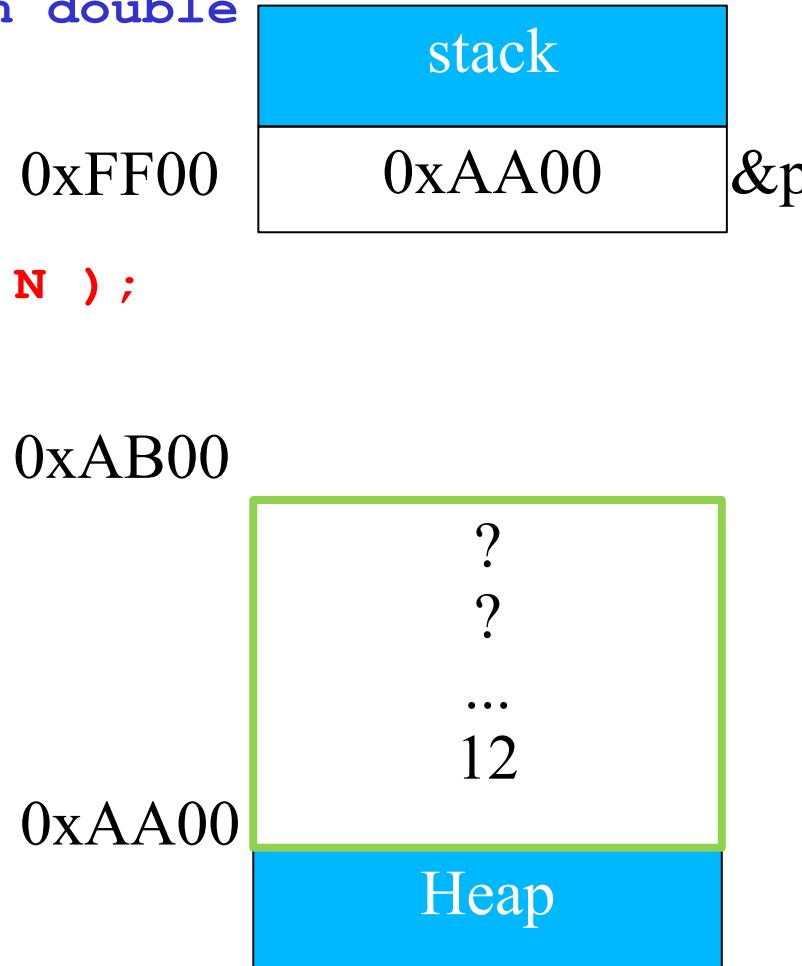 n double
stack
0xFF00 0xAA00 &p
N );
0xAB00
?
?
...
12
0xAA00
Heap